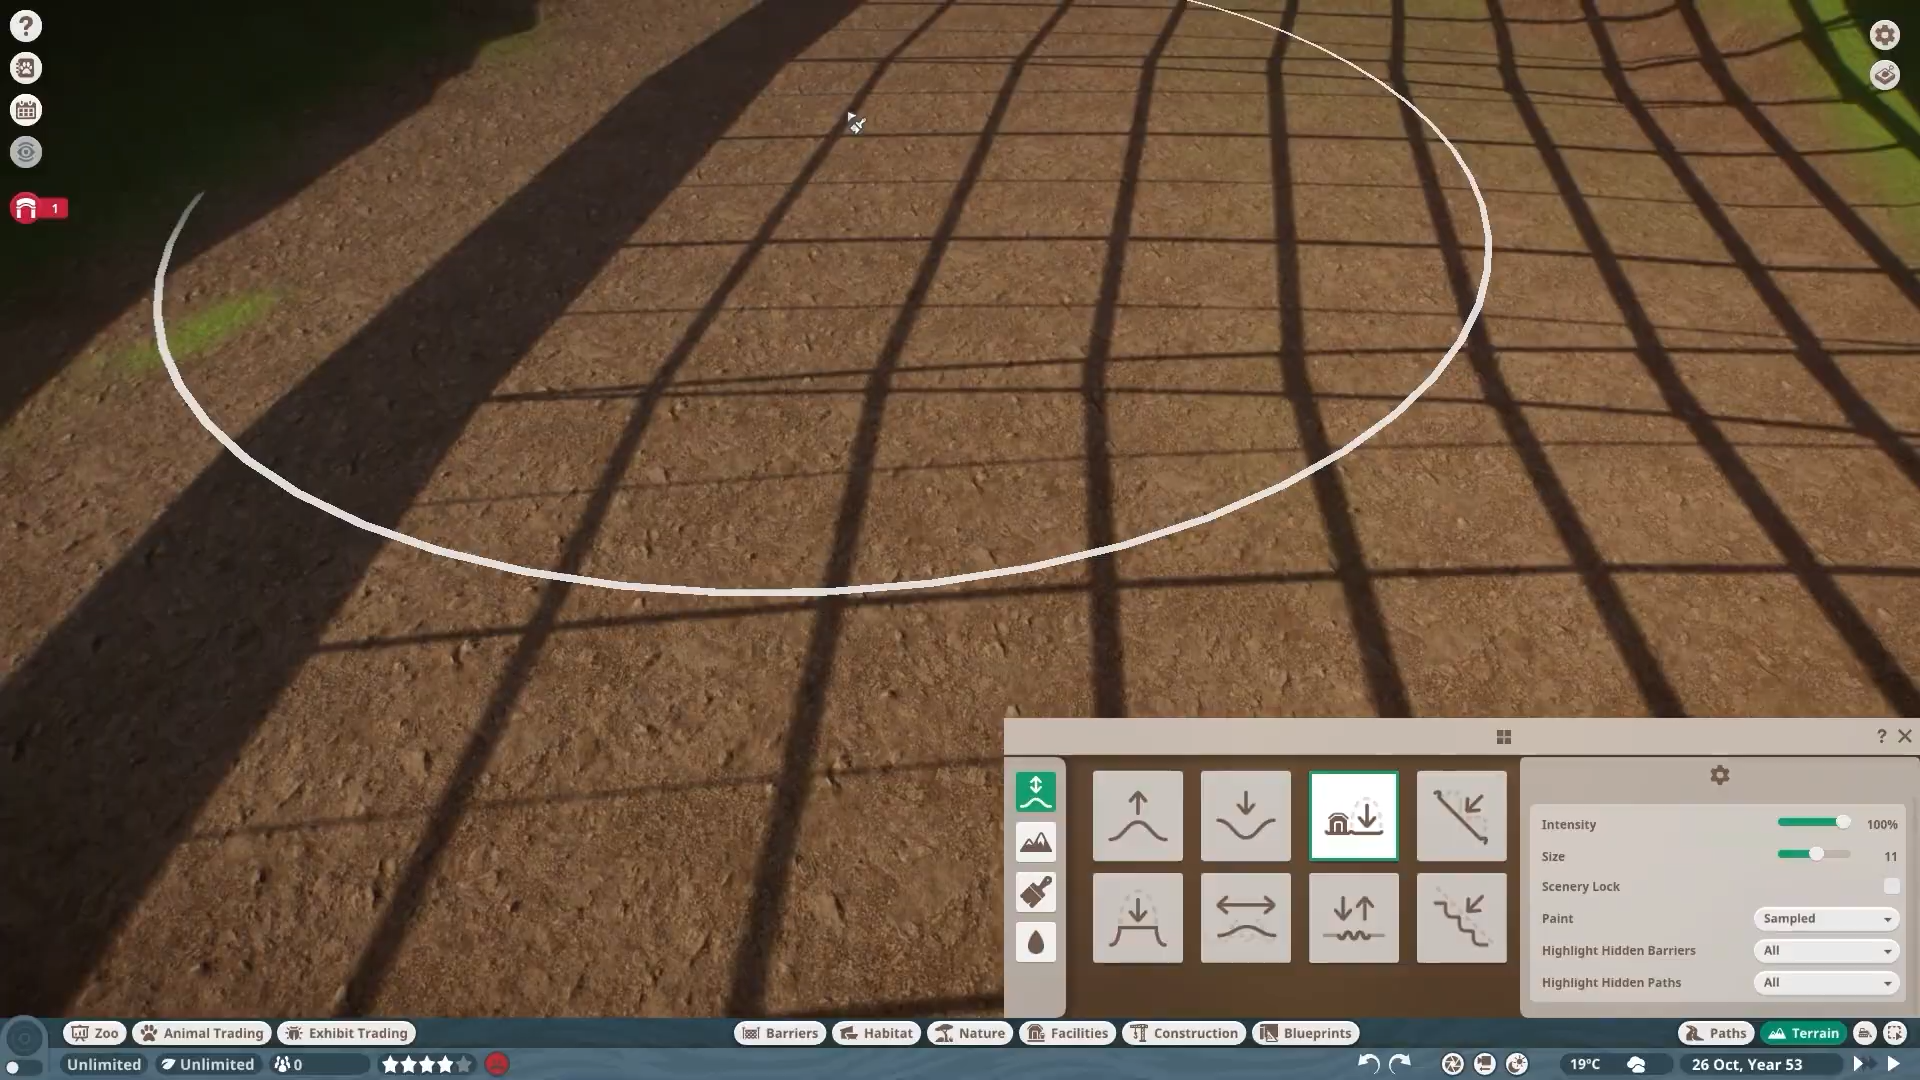 ?
1
?
Intensity 100%
Size 11
Scenery Lock
Paint Sampled
Highlight Hidden Barriers All
Highlight Hidden Paths All
Zoo Animal Trading Exhibit Trading Barriers Habitat Nature Facilities Construction Blueprints Paths Terrain
Unlimited Unlimited 0 19°C 26 Oct, Year 53